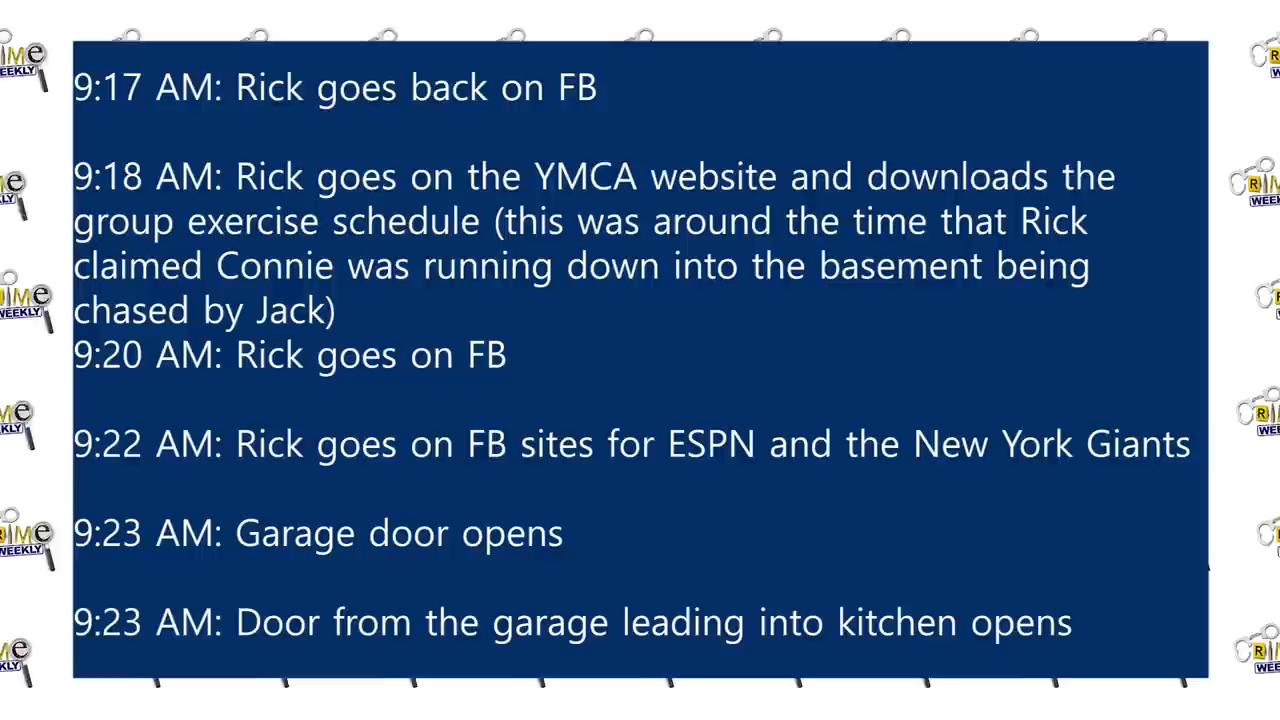 9:17 AM: Rick goes back on FB
9:18 AM: Rick goes on the YMCA website and downloads the
group exercise schedule (this was around the time that Rick
claimed Connie was running down into the basement being
chased by Jack)
9:20 AM: Rick goes on FB
9:22 AM: Rick goes on FB sites for ESPN and the New York Giants
9:23 AM: Garage door opens
9:23 AM: Door from the garage leading into kitchen opens